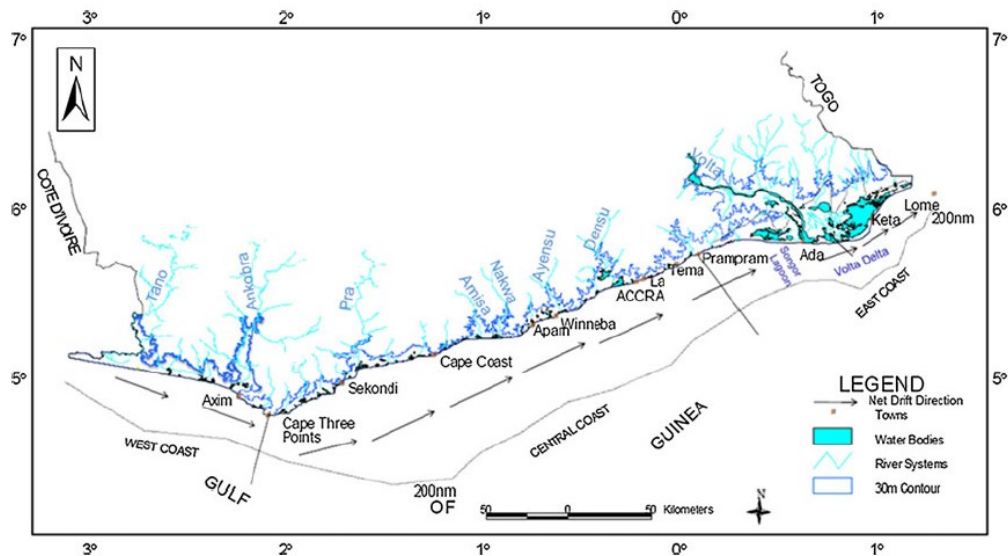 3°
2°
1°
0°
1°
7°
7°
N
TOGO
COTE D'IVOIRE
Volta
6°
6°
Lome
Keta
200nm
Ada
Songor
Lagoon
Volta Delta
Prampram
Tema
La
ACCRA
Densu
Ayensu
Nakwa
Amisa
Winneba
Apam
EAST COAST
Tano
Ankobra
Pra
Cape Coast
5°
5°
Sekondi
Axim
Cape Three
Points
WEST COAST
CENTRAL COAST
GUINEA
GULF
200nm
OF
LEGEND
Net Drift Direction
Towns
Water Bodies
River Systems
30m Contour
50
0
50
Kilometers
N
3°
2°
1°
0°
1°